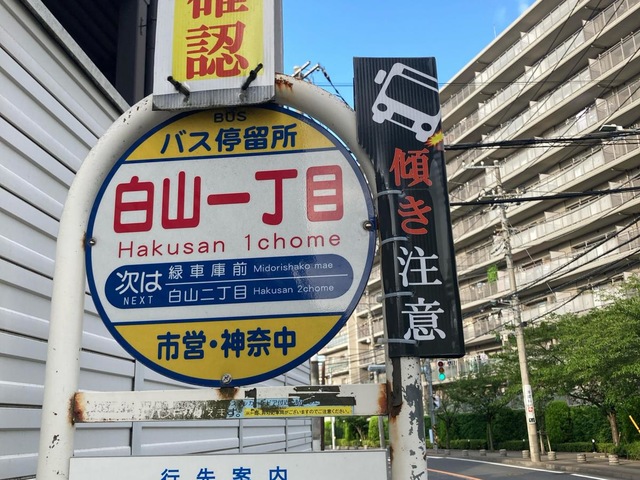 確認
BUS
バス停留所
白山一丁目
Hakusan 1chome
次は
NEXT
緑車庫前 Midorishako mae
白山二丁目 Hakusan 2chome
市営・神奈中
傾き注意
行先案内